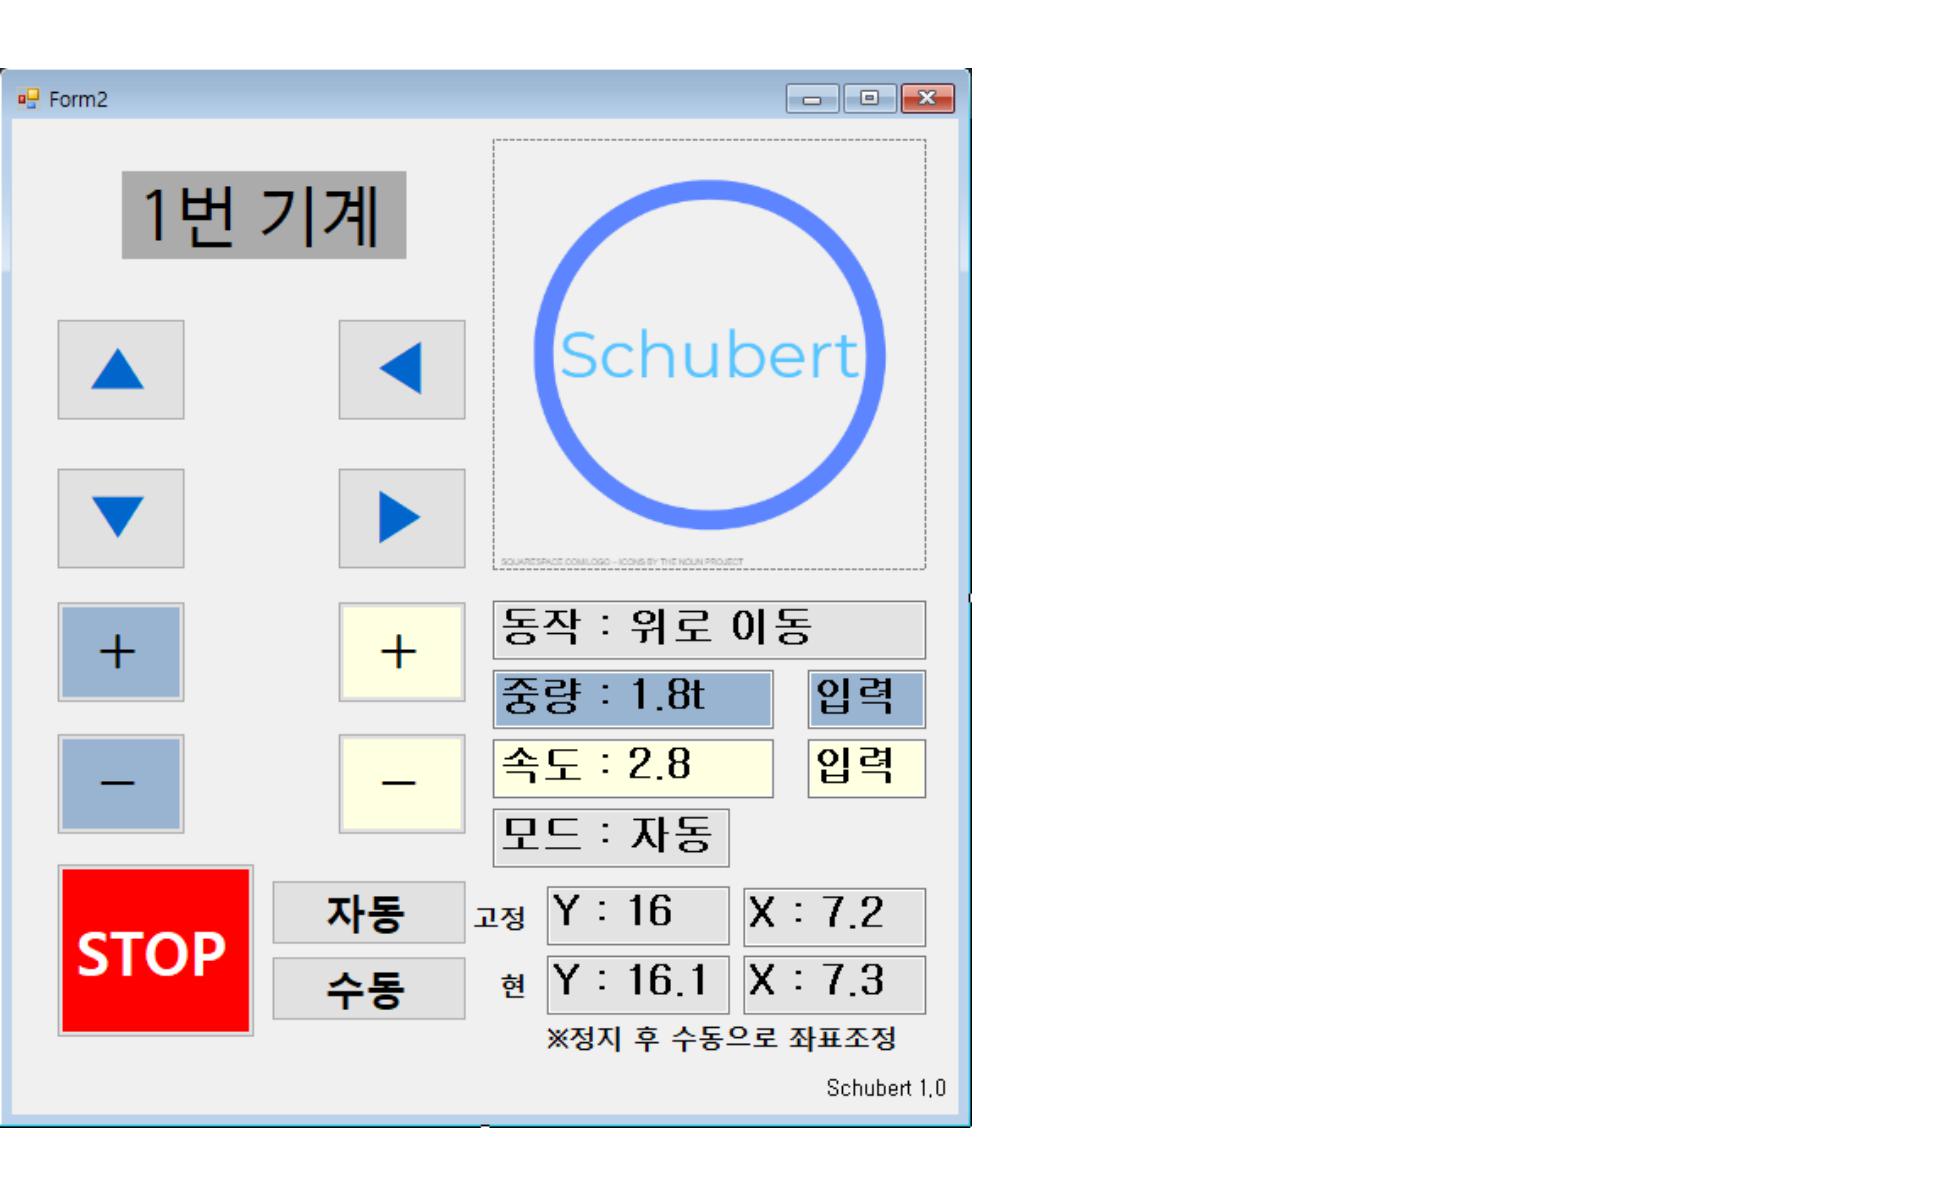 Form2
1번 기계
Schubert
SQUARESPACE.COM/LOGO - ICONS BY THE NOUN PROJECT
+ +
동작 : 위로 이동
중량 : 1.8t 입력
- -
속도 : 2.8 입력
모드 : 자동
STOP
자동
고정 Y : 16 X : 7.2
수동
현 Y : 16.1 X : 7.3
※정지 후 수동으로 좌표조정
Schubert 1.0